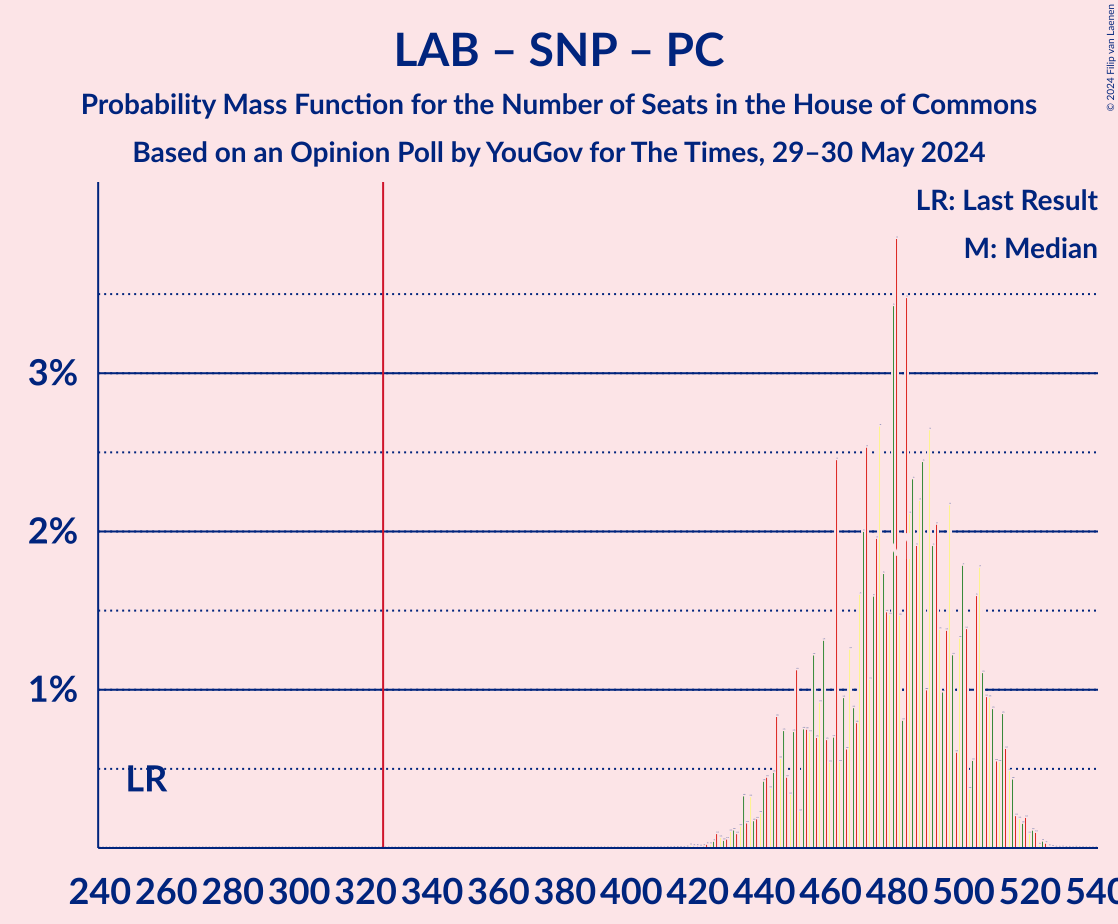 LAB – SNP – PC
Probability Mass Function for the Number of Seats in the House of Commons
Based on an Opinion Poll by YouGov for The Times, 29–30 May 2024
© 2024 Filip van Laenen
LR: Last Result
M: Median
3%
2%
1%
LR
240 260 280 300 320 340 360 380 400 420 440 460 480 500 520 540